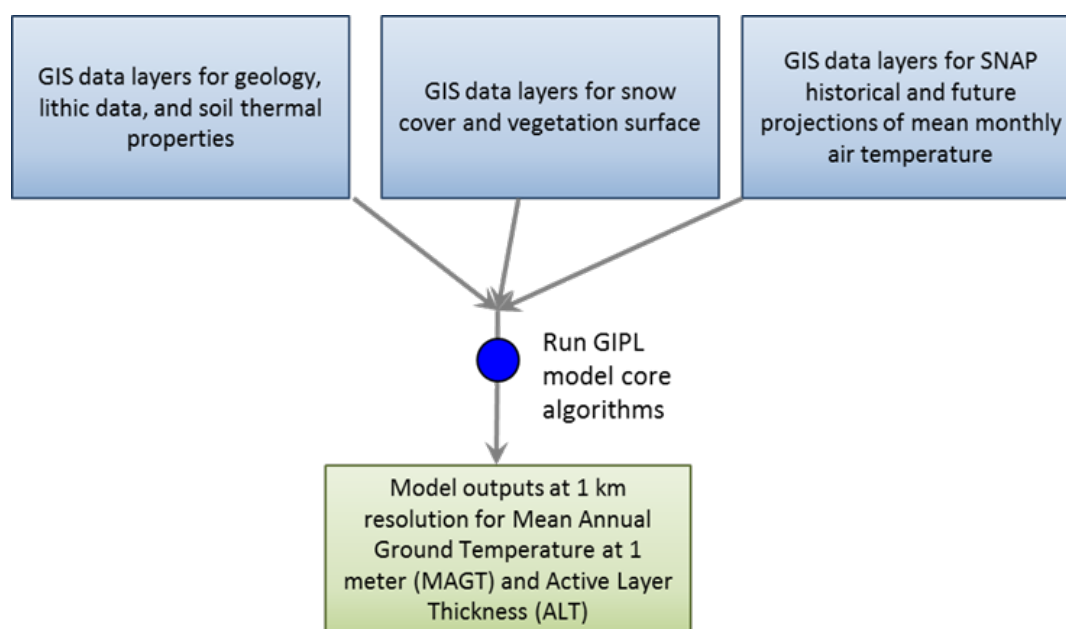 GIS data layers for geology,
lithic data, and soil thermal
properties
GIS data layers for snow
cover and vegetation surface
GIS data layers for SNAP
historical and future
projections of mean monthly
air temperature
Run GIPL
model core
algorithms
Model outputs at 1 km
resolution for Mean Annual
Ground Temperature at 1
meter (MAGT) and Active Layer
Thickness (ALT)